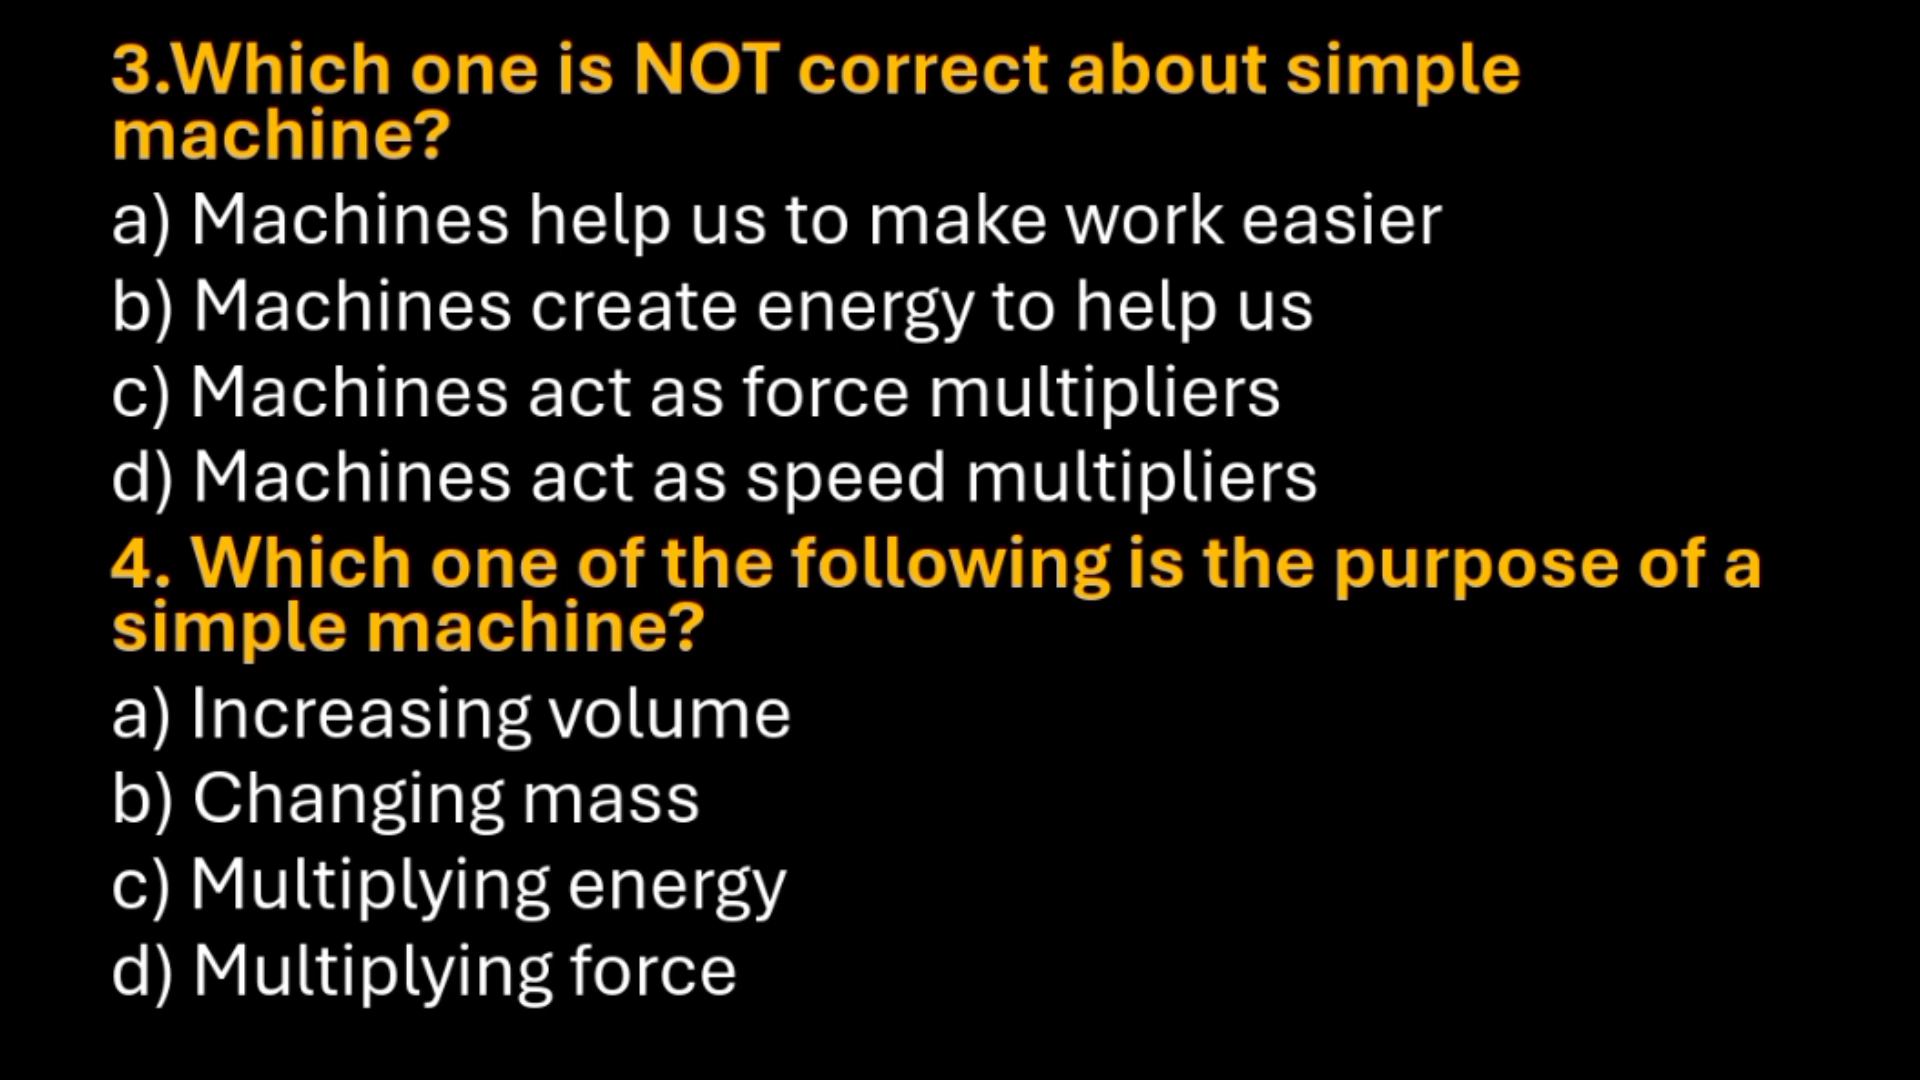 3.Which one is NOT correct about simple
machine?
a) Machines help us to make work easier
b) Machines create energy to help us
c) Machines act as force multipliers
d) Machines act as speed multipliers
4. Which one of the following is the purpose of a
simple machine?
a) Increasing volume
b) Changing mass
c) Multiplying energy
d) Multiplying force